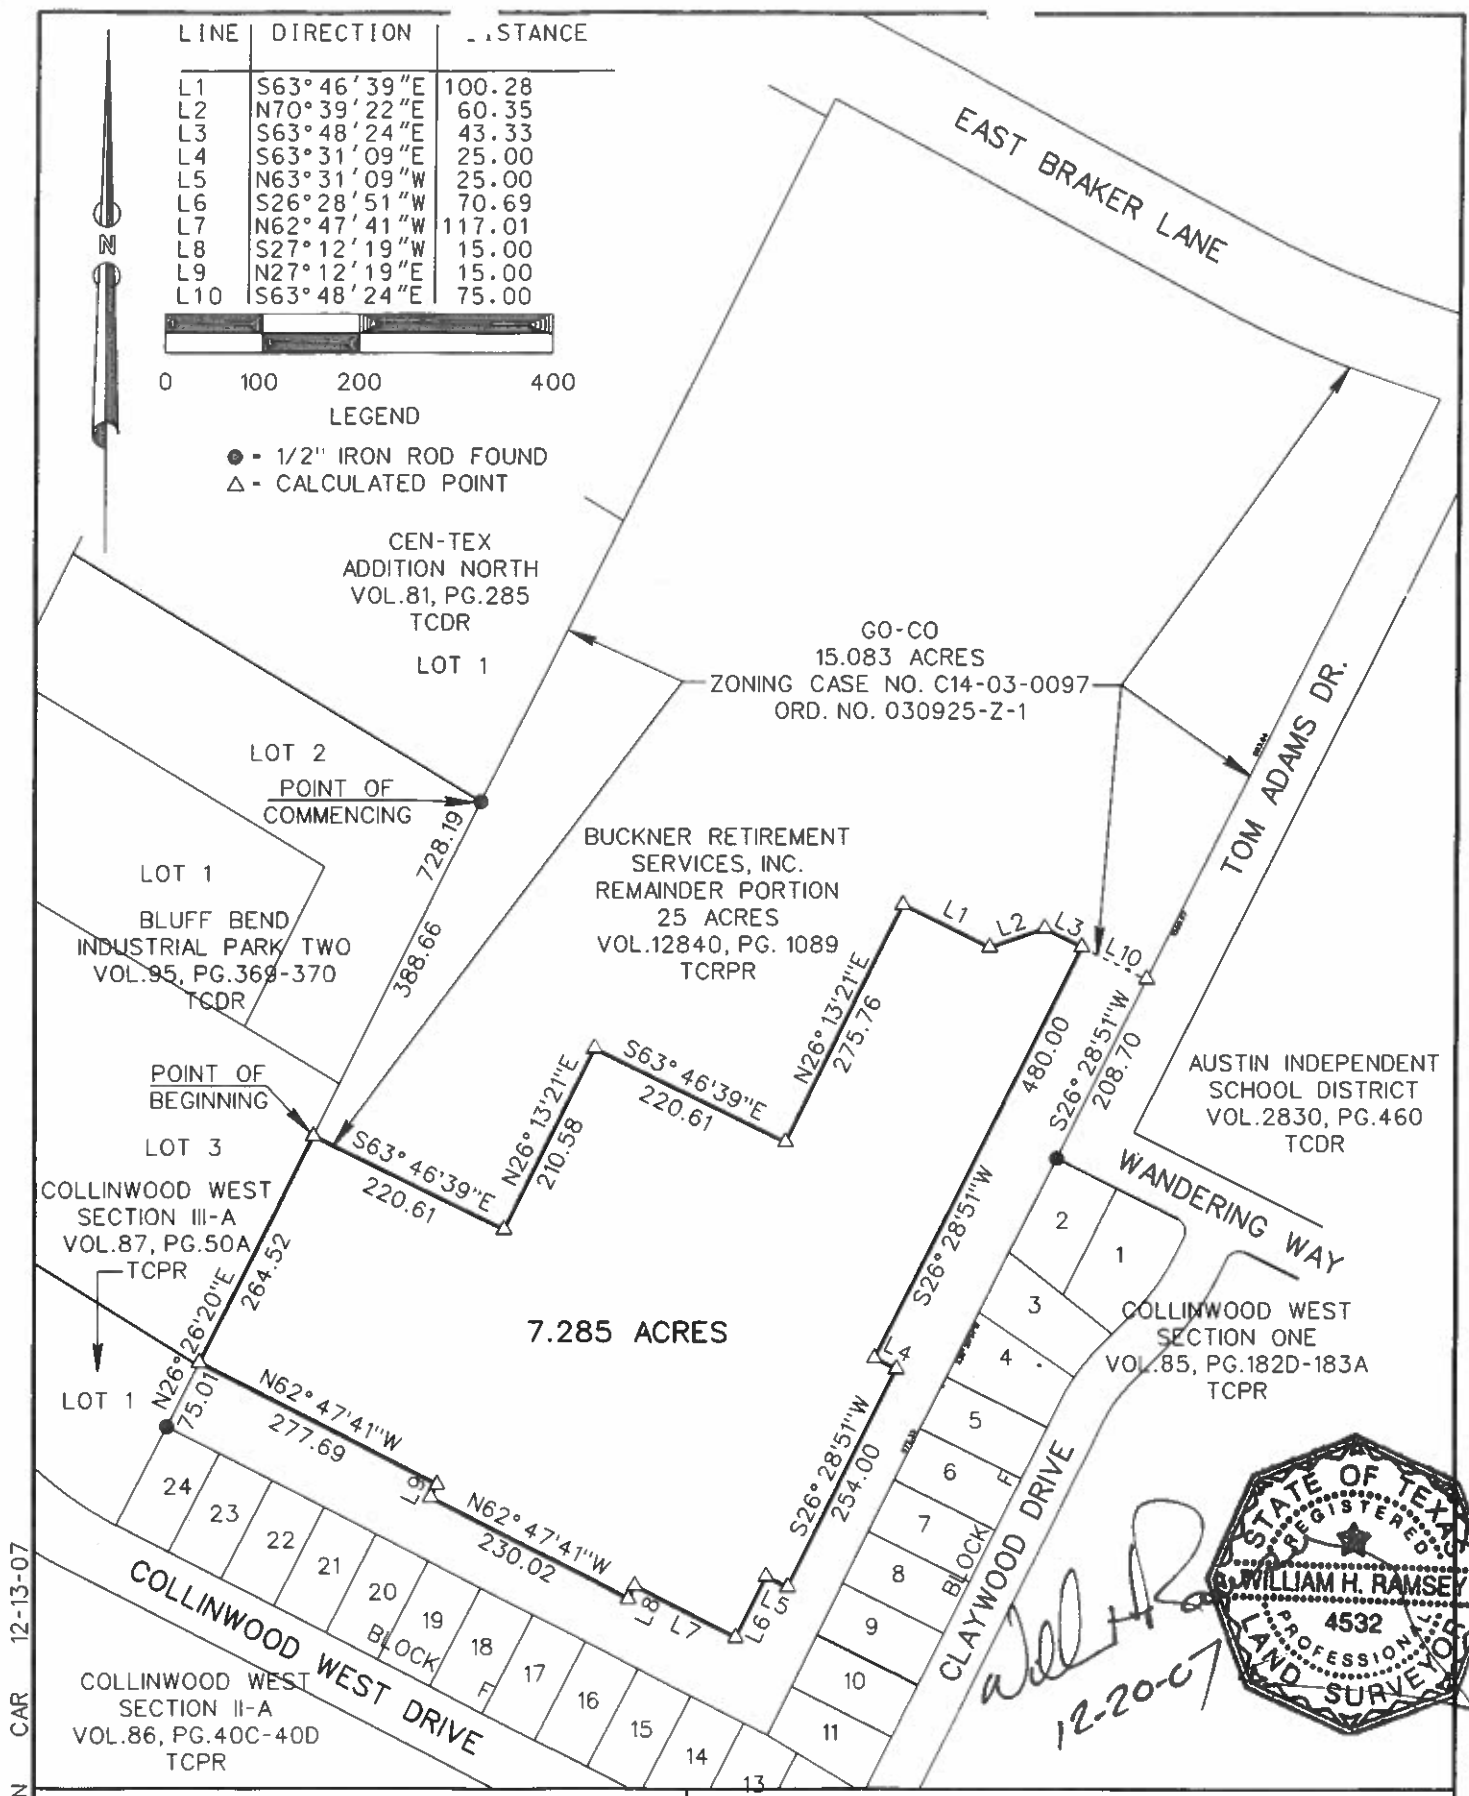 LINE DIRECTION STANCE
L1 S63°46'39"E 100.28
L2 N70°39'22"E 60.35
L3 S63°48'24"E 43.33
L4 S63°31'09"E 25.00
L5 N63°31'09"W 25.00
L6 S26°28'51"W 70.69
L7 N62°47'41"W 117.01
L8 S27°12'19"W 15.00
L9 N27°12'19"E 15.00
L10 S63°48'24"E 75.00
N
0 100 200 400
LEGEND
● - 1/2" IRON ROD FOUND
△ - CALCULATED POINT
EAST BRAKER LANE
CEN-TEX
ADDITION NORTH
VOL.81, PG.285
TCDR
LOT 1
GO-CO
15.083 ACRES
ZONING CASE NO. C14-03-0097
ORD. NO. 030925-Z-1
TOM ADAMS DR.
LOT 2
POINT OF
COMMENCING
728.19
388.66
LOT 1
BLUFF BEND
INDUSTRIAL PARK TWO
VOL.95, PG.369-370
TCDR
BUCKNER RETIREMENT
SERVICES, INC.
REMAINDER PORTION
25 ACRES
VOL.12840, PG. 1089
TCRPR
L1
L2
L3
L10
N26°13'21"E
275.76
S63°46'39"E
220.61
N26°13'21"E
210.58
S63°46'39"E
220.61
480.00
S26°28'51"W
S26°28'51"W
208.70
AUSTIN INDEPENDENT
SCHOOL DISTRICT
VOL.2830, PG.460
TCDR
POINT OF
BEGINNING
LOT 3
COLLINWOOD WEST
SECTION III-A
VOL.87, PG.50A
TCPR
LOT 1
N26°26'20"E
264.52
75.01
WANDERING WAY
7.285 ACRES
COLLINWOOD WEST
SECTION ONE
VOL.85, PG.182D-183A
TCPR
L4
S26°28'51"W
254.00
N62°47'41"W
277.69
L9
N62°47'41"W
230.02
L8
L7
L6
L5
2
1
3
4
5
6
7
8
9
10
11
BLOCK
F
CLAYWOOD DRIVE
24
23
22
21
20
19
18
17
16
15
14
13
BLOCK
F
COLLINWOOD WEST DRIVE
COLLINWOOD WEST
SECTION II-A
VOL.86, PG.40C-40D
TCPR
STATE OF TEXAS
REGISTERED
WILLIAM H. RAMSEY
4532
PROFESSIONAL
LAND SURVEYOR
12-20-07
CAR 12-13-07
N